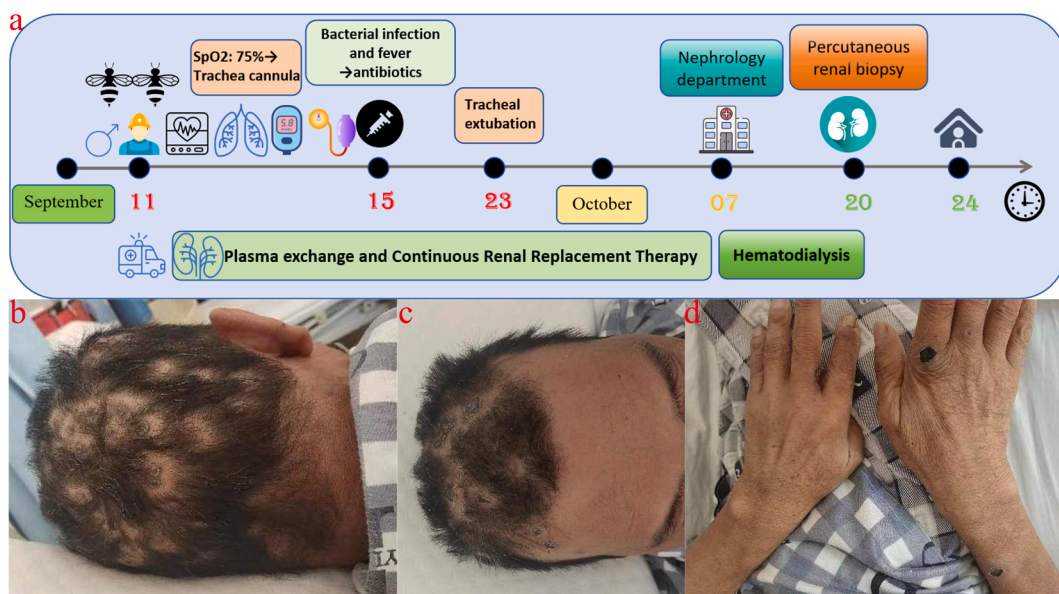 a
SpO2: 75%→
Trachea cannula
Bacterial infection
and fever
→antibiotics
Tracheal
extubation
Nephrology
department
Percutaneous
renal biopsy
5.8
September
11
15
23
October
07
20
24
Plasma exchange and Continuous Renal Replacement Therapy
Hematodialysis
b
c
d